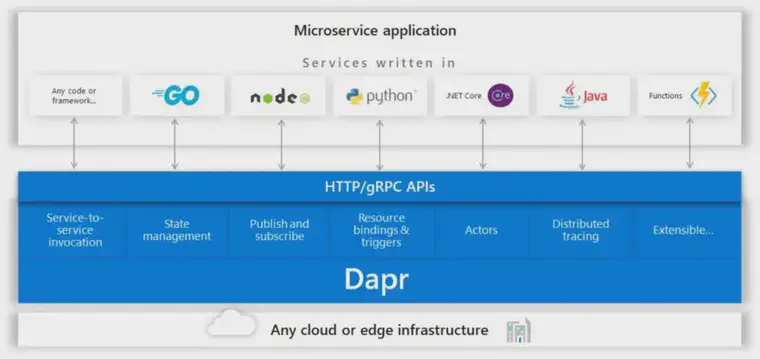 Microservice application
Services written in
Any code or
framework...
GO
node
JS
python
.NET Core
Core
Java
Functions
HTTP/gRPC APIs
Service-to-
service
invocation
State
management
Publish and
subscribe
Resource
bindings &
triggers
Actors
Distributed
tracing
Extensible...
Dapr
Any cloud or edge infrastructure